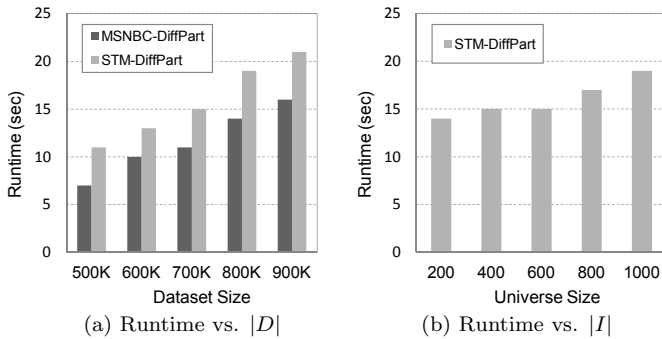 MSNBC-DiffPart
STM-DiffPart
25
20
15
10
5
0
Runtime (sec)
500K 600K 700K 800K 900K
Dataset Size
(a) Runtime vs. |D|
STM-DiffPart
25
20
15
10
5
0
Runtime (sec)
200 400 600 800 1000
Universe Size
(b) Runtime vs. |I|